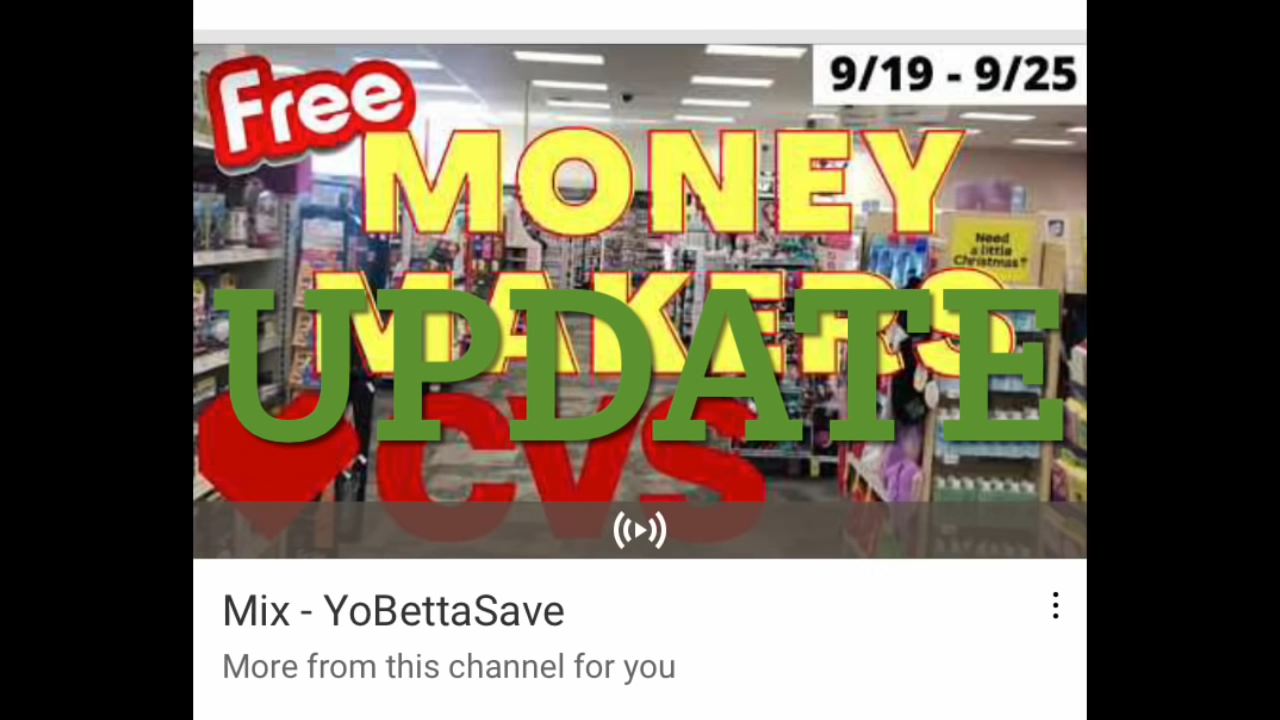 Free
9/19 - 9/25
MONEY
Need
a little
Christmas?
MAKERS
UPDATE
CVS
Mix - YoBettaSave
More from this channel for you